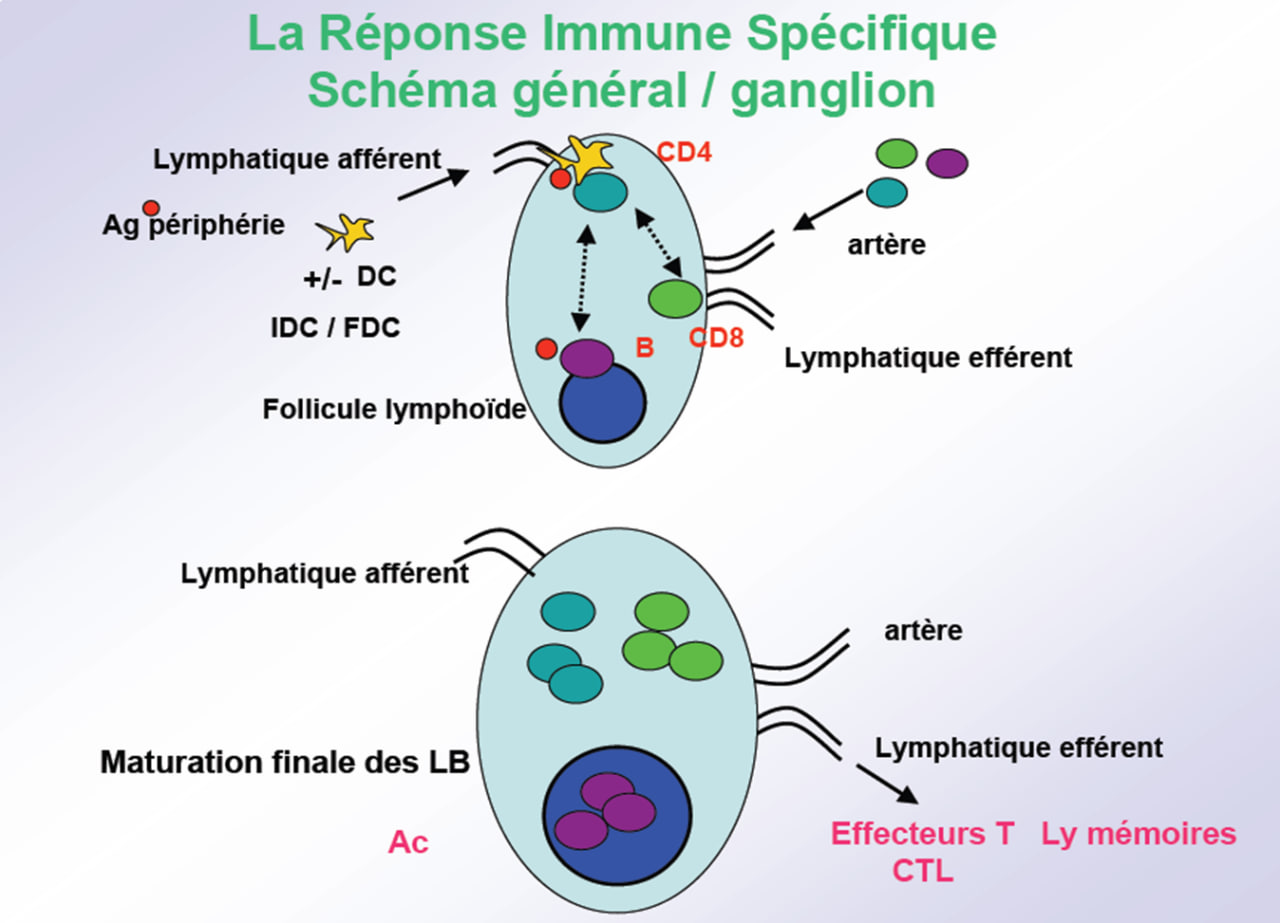 La Réponse Immune Spécifique
Schéma général / ganglion
Lymphatique afférent
CD4
Ag périphérie
artère
+/- DC
IDC / FDC
B
CD8
Lymphatique efférent
Follicule lymphoïde
Lymphatique afférent
artère
Maturation finale des LB
Lymphatique efférent
Ac
Effecteurs T Ly mémoires
CTL